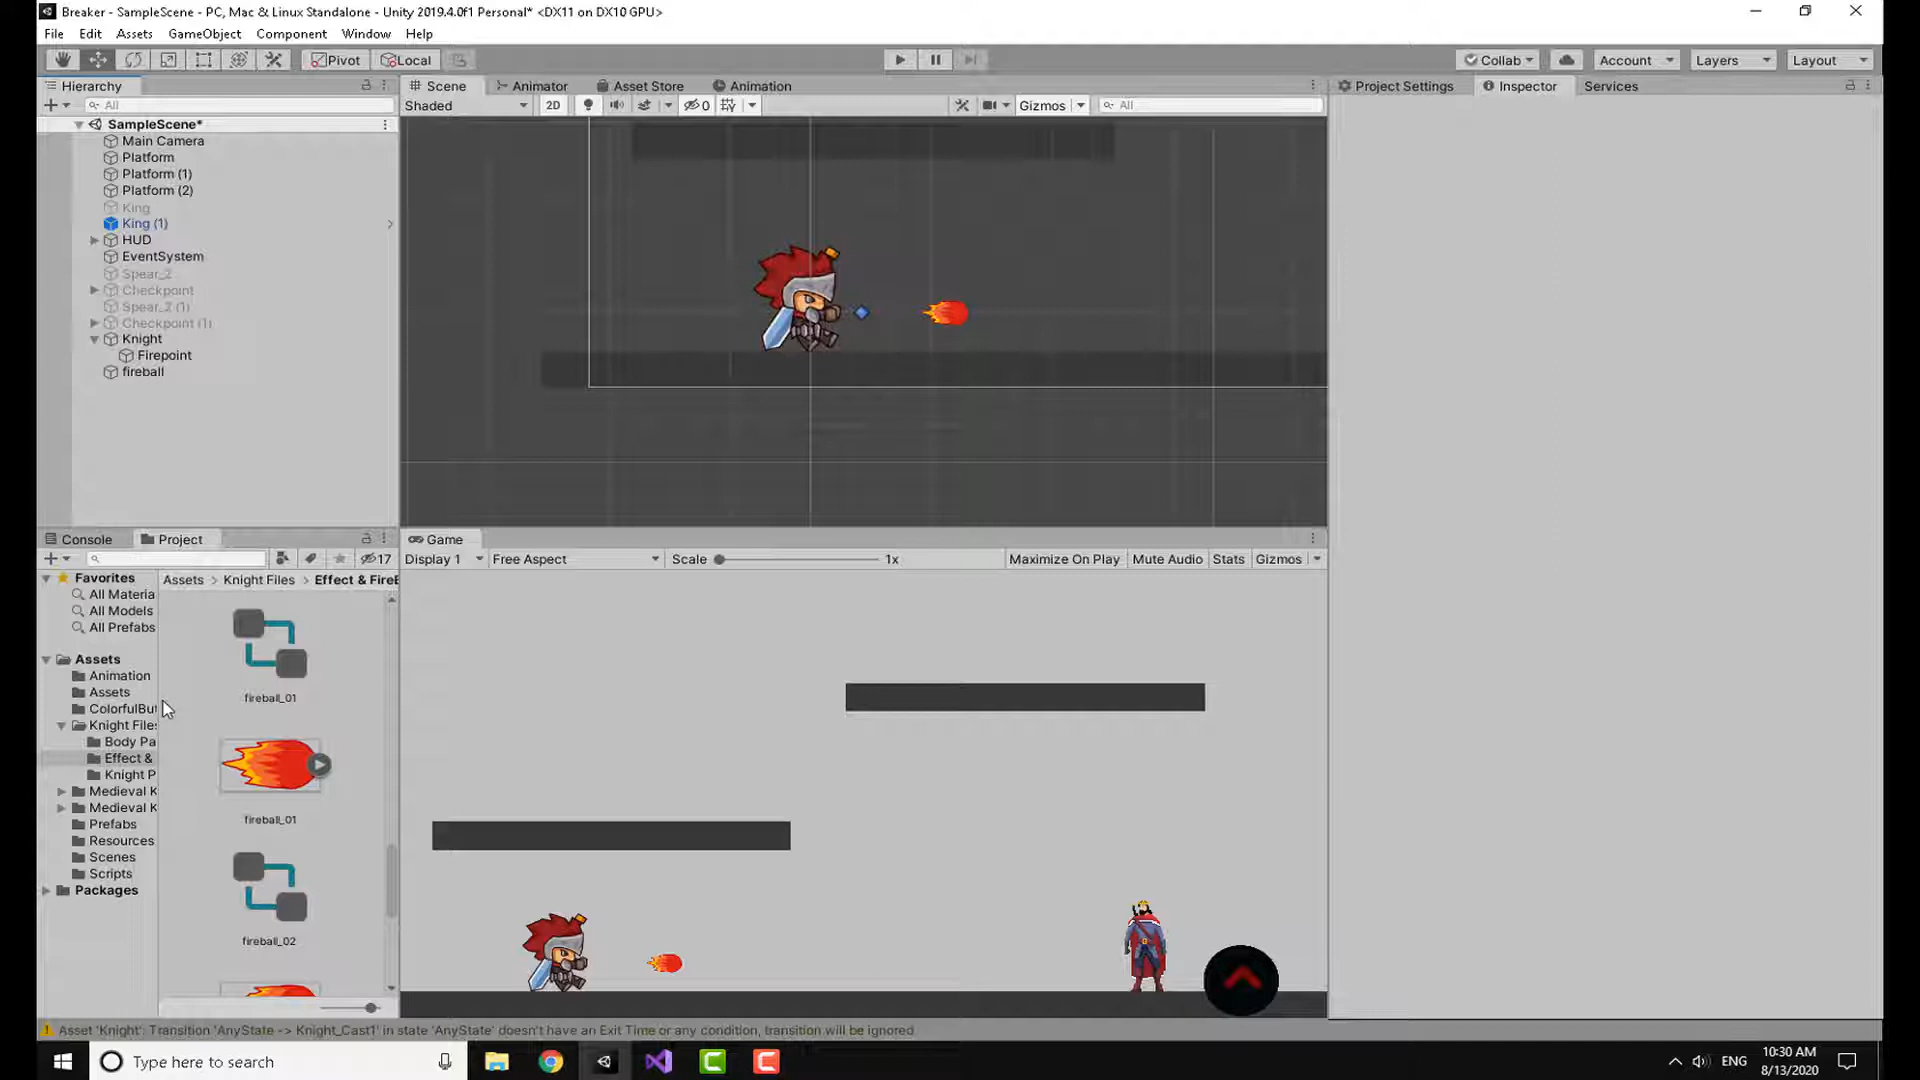 Breaker - SampleScene - PC, Mac & Linux Standalone - Unity 2019.4.0f1 Personal* <DX11 on DX10 GPU>
File Edit Assets GameObject Component Window Help
Pivot Local Collab Account Layers Layout
Hierarchy
All
SampleScene*
Main Camera
Platform
Platform (1)
Platform (2)
King
King (1)
HUD
EventSystem
Spear_2
Checkpoint
Spear_2 (1)
Checkpoint (1)
Knight
Firepoint
fireball
Scene Animator Asset Store Animation
Shaded 2D 0 Gizmos All
Project Settings Inspector Services
Console Project
17
Favorites
All Materia
All Models
All Prefabs
Assets
Animation
Assets
ColorfulBut
Knight Files
Body Pa
Effect &
Knight P
Medieval K
Medieval K
Prefabs
Resources
Scenes
Scripts
Packages
Assets > Knight Files > Effect & FireE
fireball_01
fireball_01
fireball_02
Game
Display 1 Free Aspect Scale 1x Maximize On Play Mute Audio Stats Gizmos
Asset 'Knight': Transition 'AnyState -> Knight_Cast1' in state 'AnyState' doesn't have an Exit Time or any condition, transition will be ignored
Type here to search
ENG
10:30 AM
8/13/2020